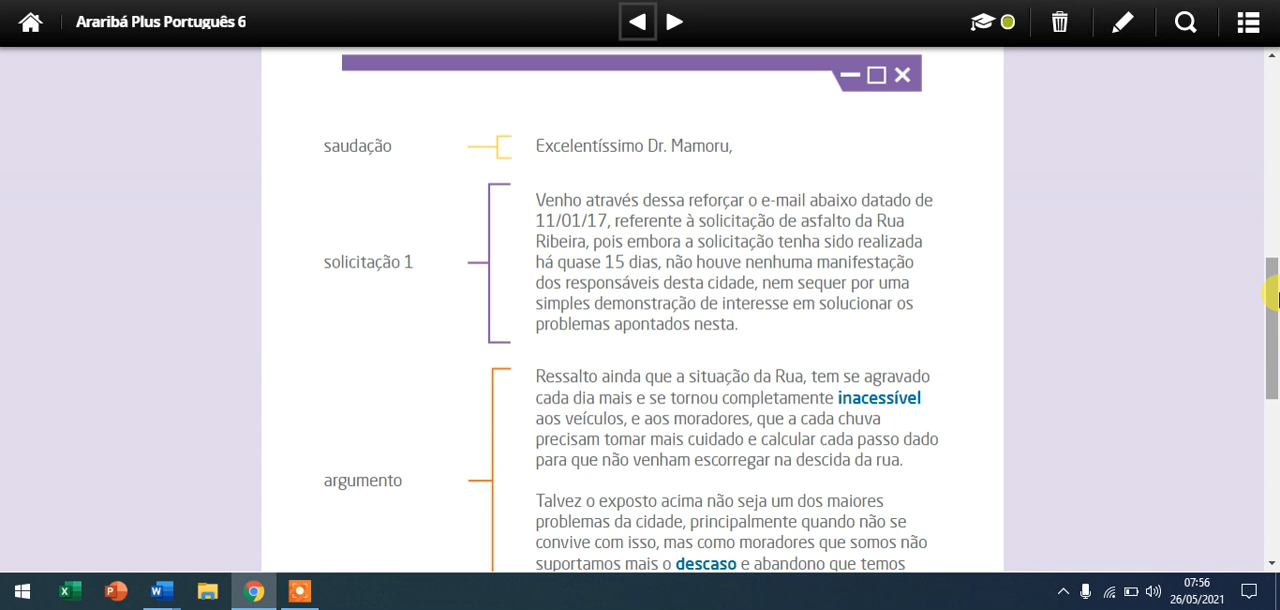 Araribá Plus Português 6
saudação
Excelentíssimo Dr. Mamoru,
solicitação 1
Venho através dessa reforçar o e-mail abaixo datado de
11/01/17, referente à solicitação de asfalto da Rua
Ribeira, pois embora a solicitação tenha sido realizada
há quase 15 dias, não houve nenhuma manifestação
dos responsáveis desta cidade, nem sequer por uma
simples demonstração de interesse em solucionar os
problemas apontados nesta.
argumento
Ressalto ainda que a situação da Rua, tem se agravado
cada dia mais e se tornou completamente inacessível
aos veículos, e aos moradores, que a cada chuva
precisam tomar mais cuidado e calcular cada passo dado
para que não venham escorregar na descida da rua.
Talvez o exposto acima não seja um dos maiores
problemas da cidade, principalmente quando não se
convive com isso, mas como moradores que somos não
suportamos mais o descaso e abandono que temos
07:56
26/05/2021